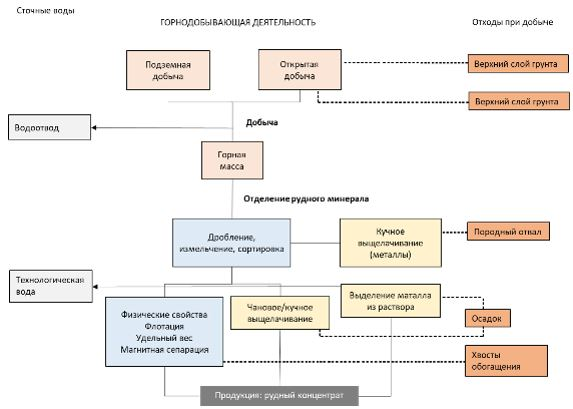 Сточные воды
ГОРНОДОБЫВАЮЩАЯ ДЕЯТЕЛЬНОСТЬ
Отходы при добыче
Подземная
добыча
Открытая
добыча
Верхний слой грунта
Верхний слой грунта
Водоотвод
Добыча
Горная
масса
Отделение рудного минерала
Дробление,
измельчение, сортировка
Кучное
выщелачивание
(металлы)
Породный отвал
Технологическая
вода
Физические свойства
Флотация
Удельный вес
Магнитная сепарация
Чановое/кучное
выщелачивание
Выделение маталла
из раствора
Осадок
Хвосты
обогащения
Продукция: рудный концентрат